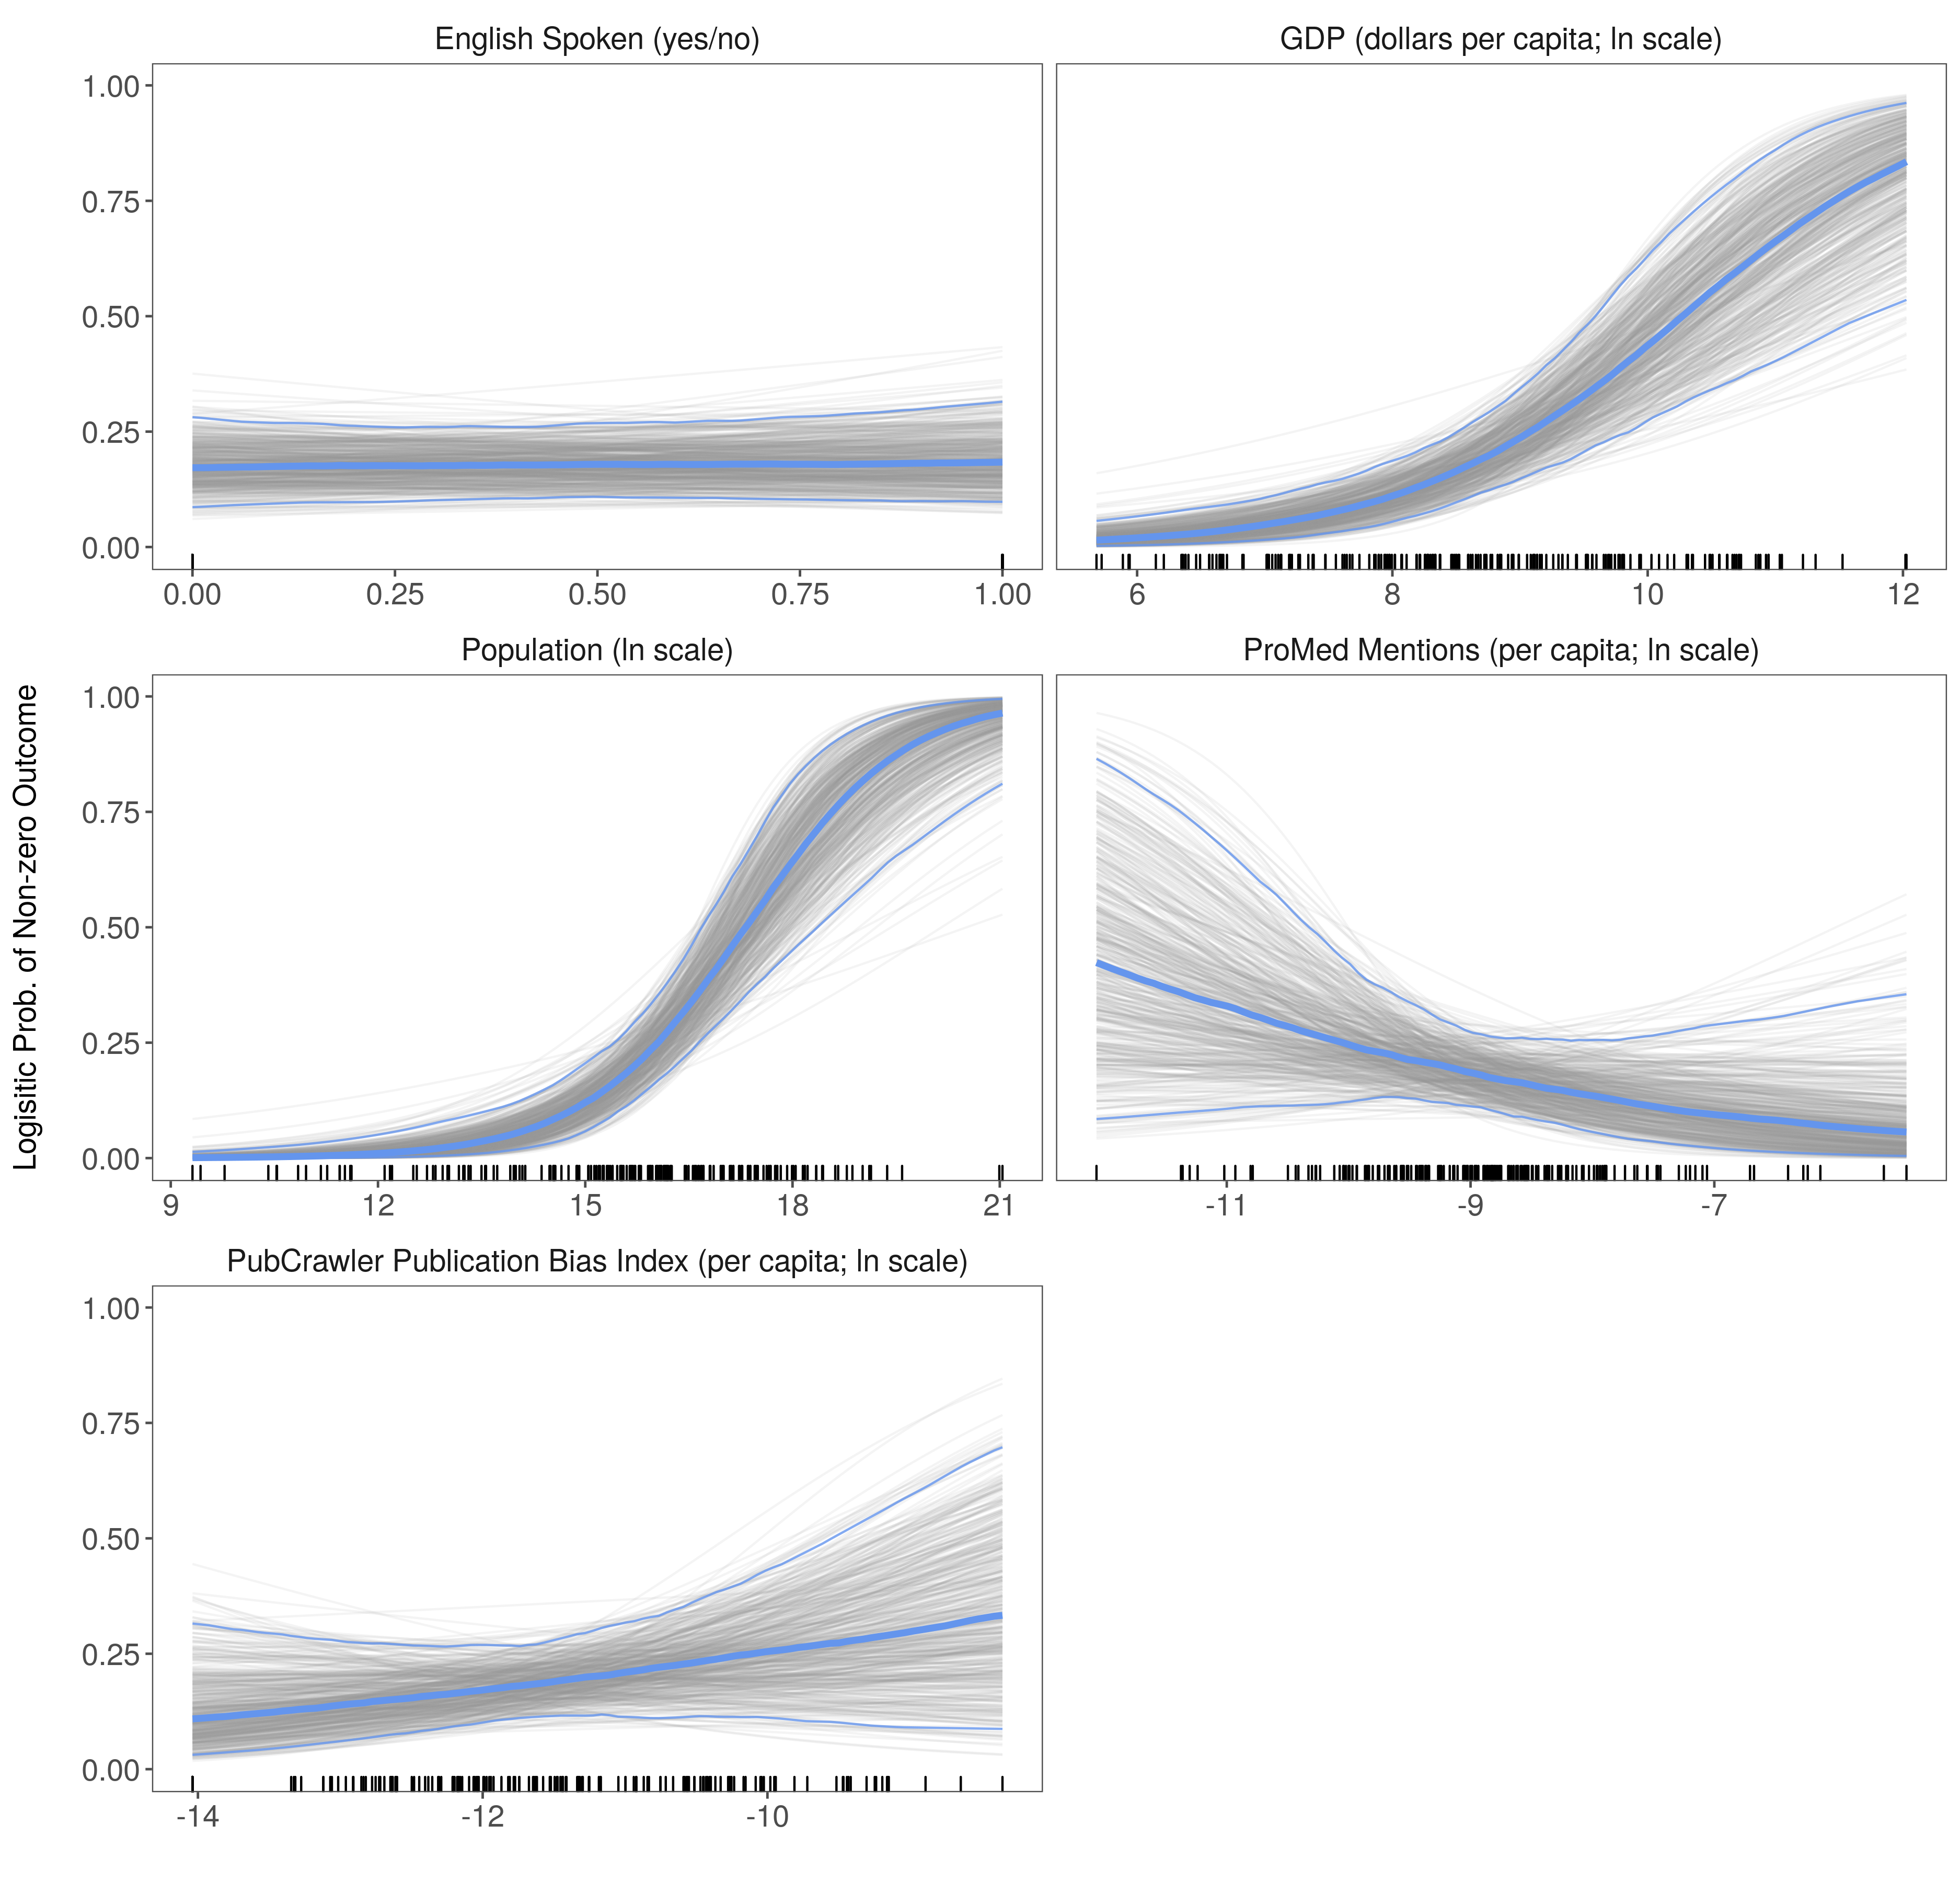 English Spoken (yes/no)
GDP (dollars per capita; ln scale)
1.00
0.75
0.50
0.25
0.00
0.00 0.25 0.50 0.75 1.00
6 8 10 12
Population (ln scale)
ProMed Mentions (per capita; ln scale)
Logisitic Prob. of Non-zero Outcome
1.00
0.75
0.50
0.25
0.00
9 12 15 18 21
-11 -9 -7
PubCrawler Publication Bias Index (per capita; ln scale)
1.00
0.75
0.50
0.25
0.00
-14 -12 -10